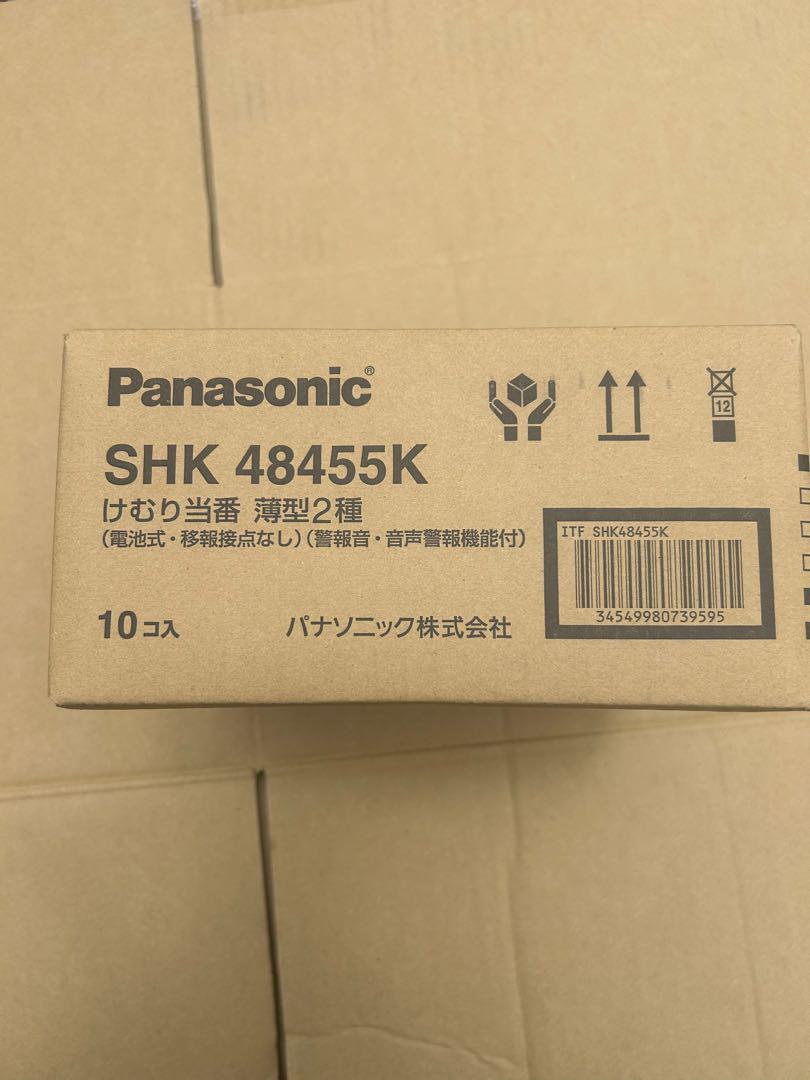 Panasonic®
SHK 48455K
けむり当番 薄型2種
(電池式・移報接点なし)(警報音・音声警報機能付)
10コ入
パナソニック株式会社
12
ITF SHK48455K
34549980739595